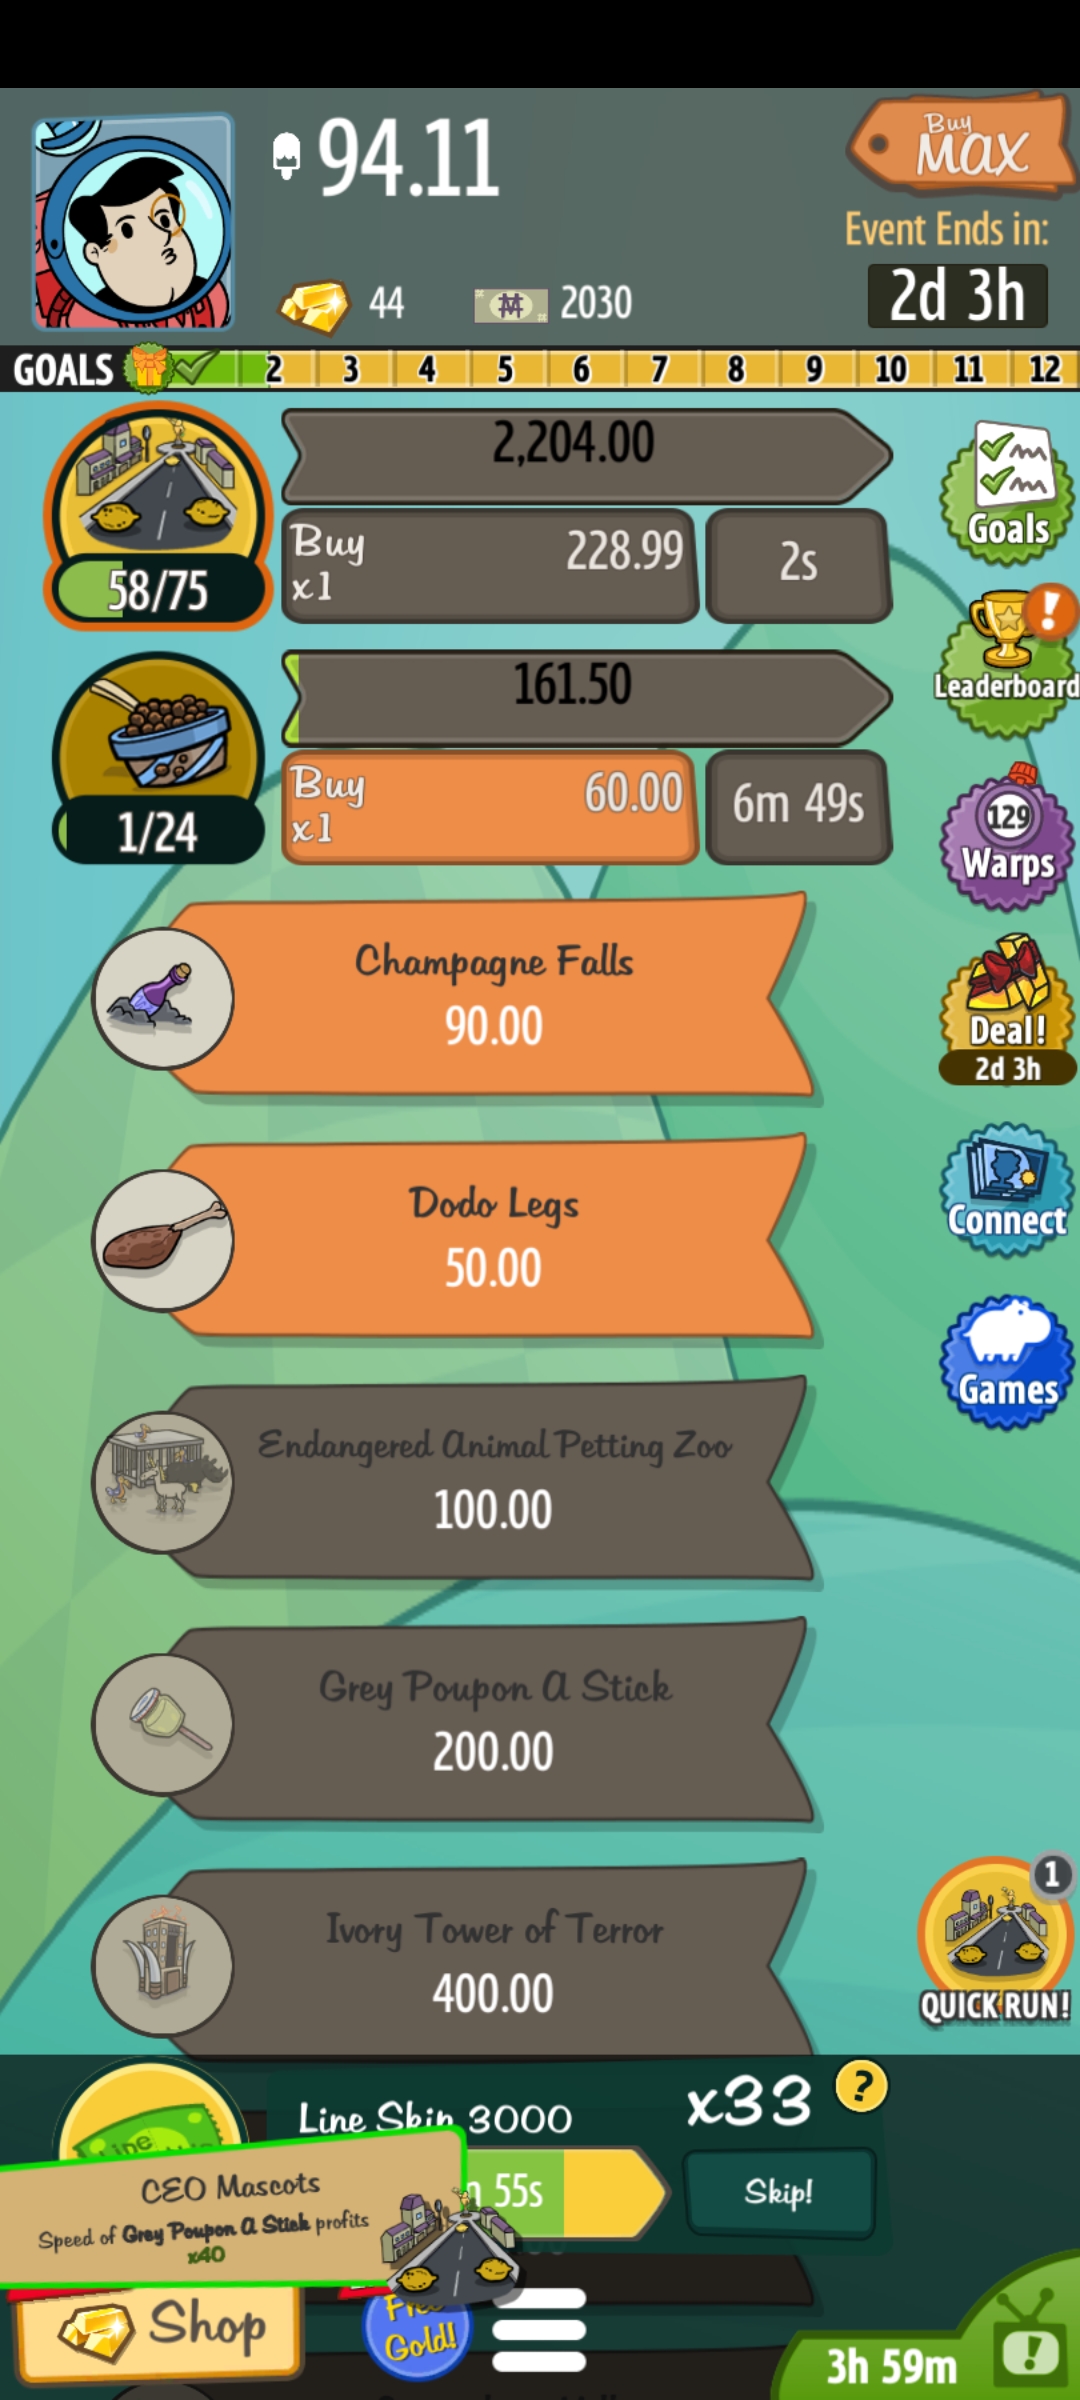 94.11
Buy
MAX
Event Ends in:
2d 3h
44
2030
GOALS 2 3 4 5 6 7 8 9 10 11 12
2,204.00
58/75
Buy
x1
228.99
2s
Goals
161.50
1/24
Buy
x1
60.00
6m 49s
Leaderboard
129
Warps
Champagne Falls
90.00
Deal!
2d 3h
Dodo Legs
50.00
Connect
Endangered Animal Petting Zoo
100.00
Games
Grey Poupon A Stick
200.00
Ivory Tower of Terror
400.00
1
QUICK RUN!
Line Skip 3000
x33
?
55s
Skip!
CEO Mascots
Speed of Grey Poupon A Stick profits
x40
Shop
Free
Gold!
3h 59m